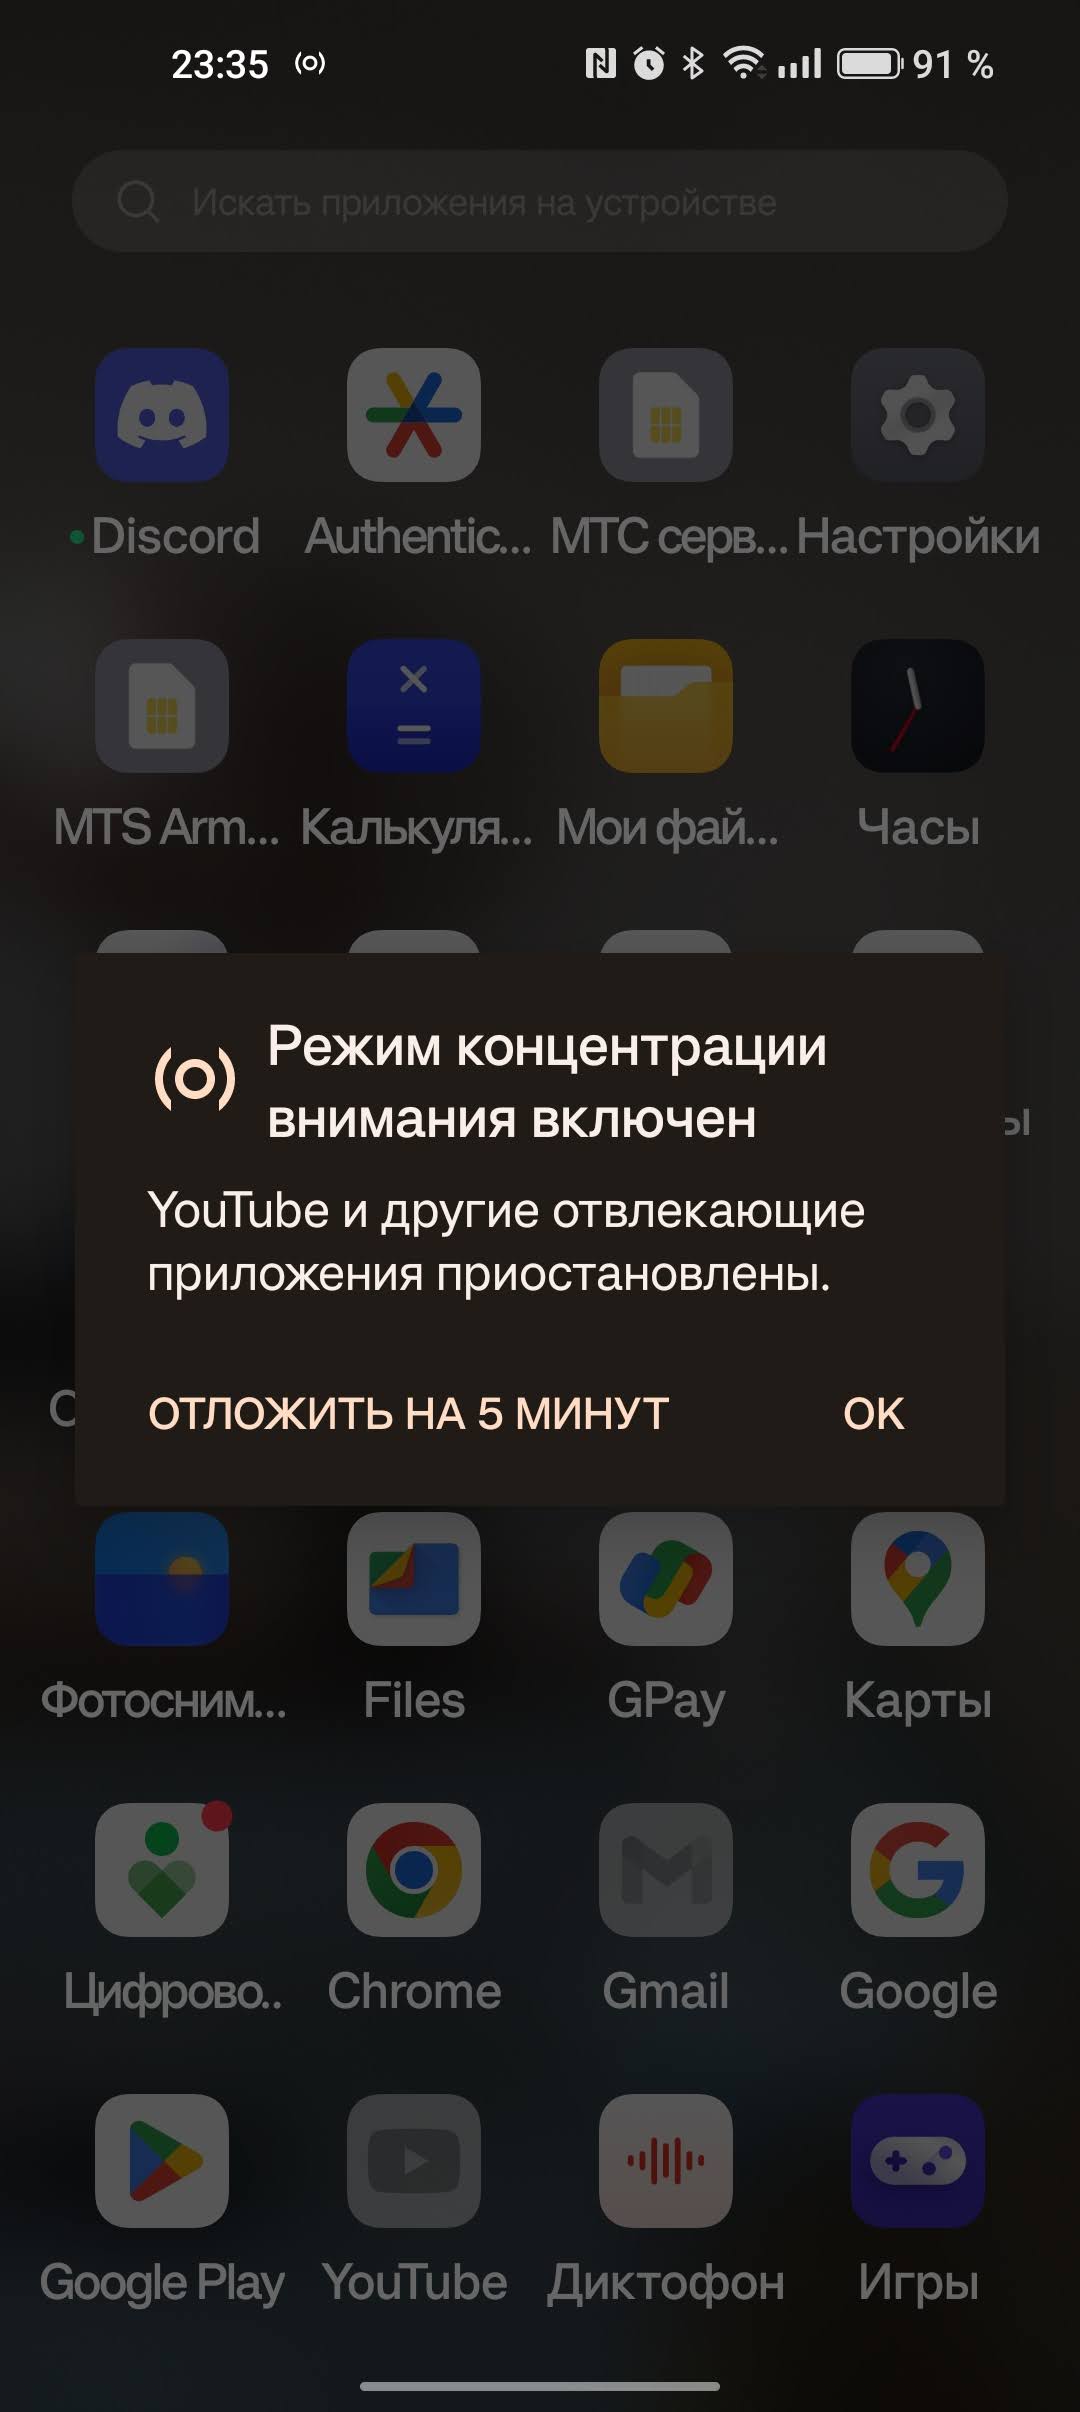 23:35
91 %
Искать приложения на устройстве
Discord
Authentic...
МТС серв...
Настройки
MTS Arm...
Калькуля...
Мои фай...
Часы
Режим концентрации
внимания включен
YouTube и другие отвлекающие
приложения приостановлены.
ОТЛОЖИТЬ НА 5 МИНУТ
ОК
Фотосним...
Files
GPay
Карты
Цифрово..
Chrome
Gmail
Google
Google Play
YouTube
Диктофон
Игры